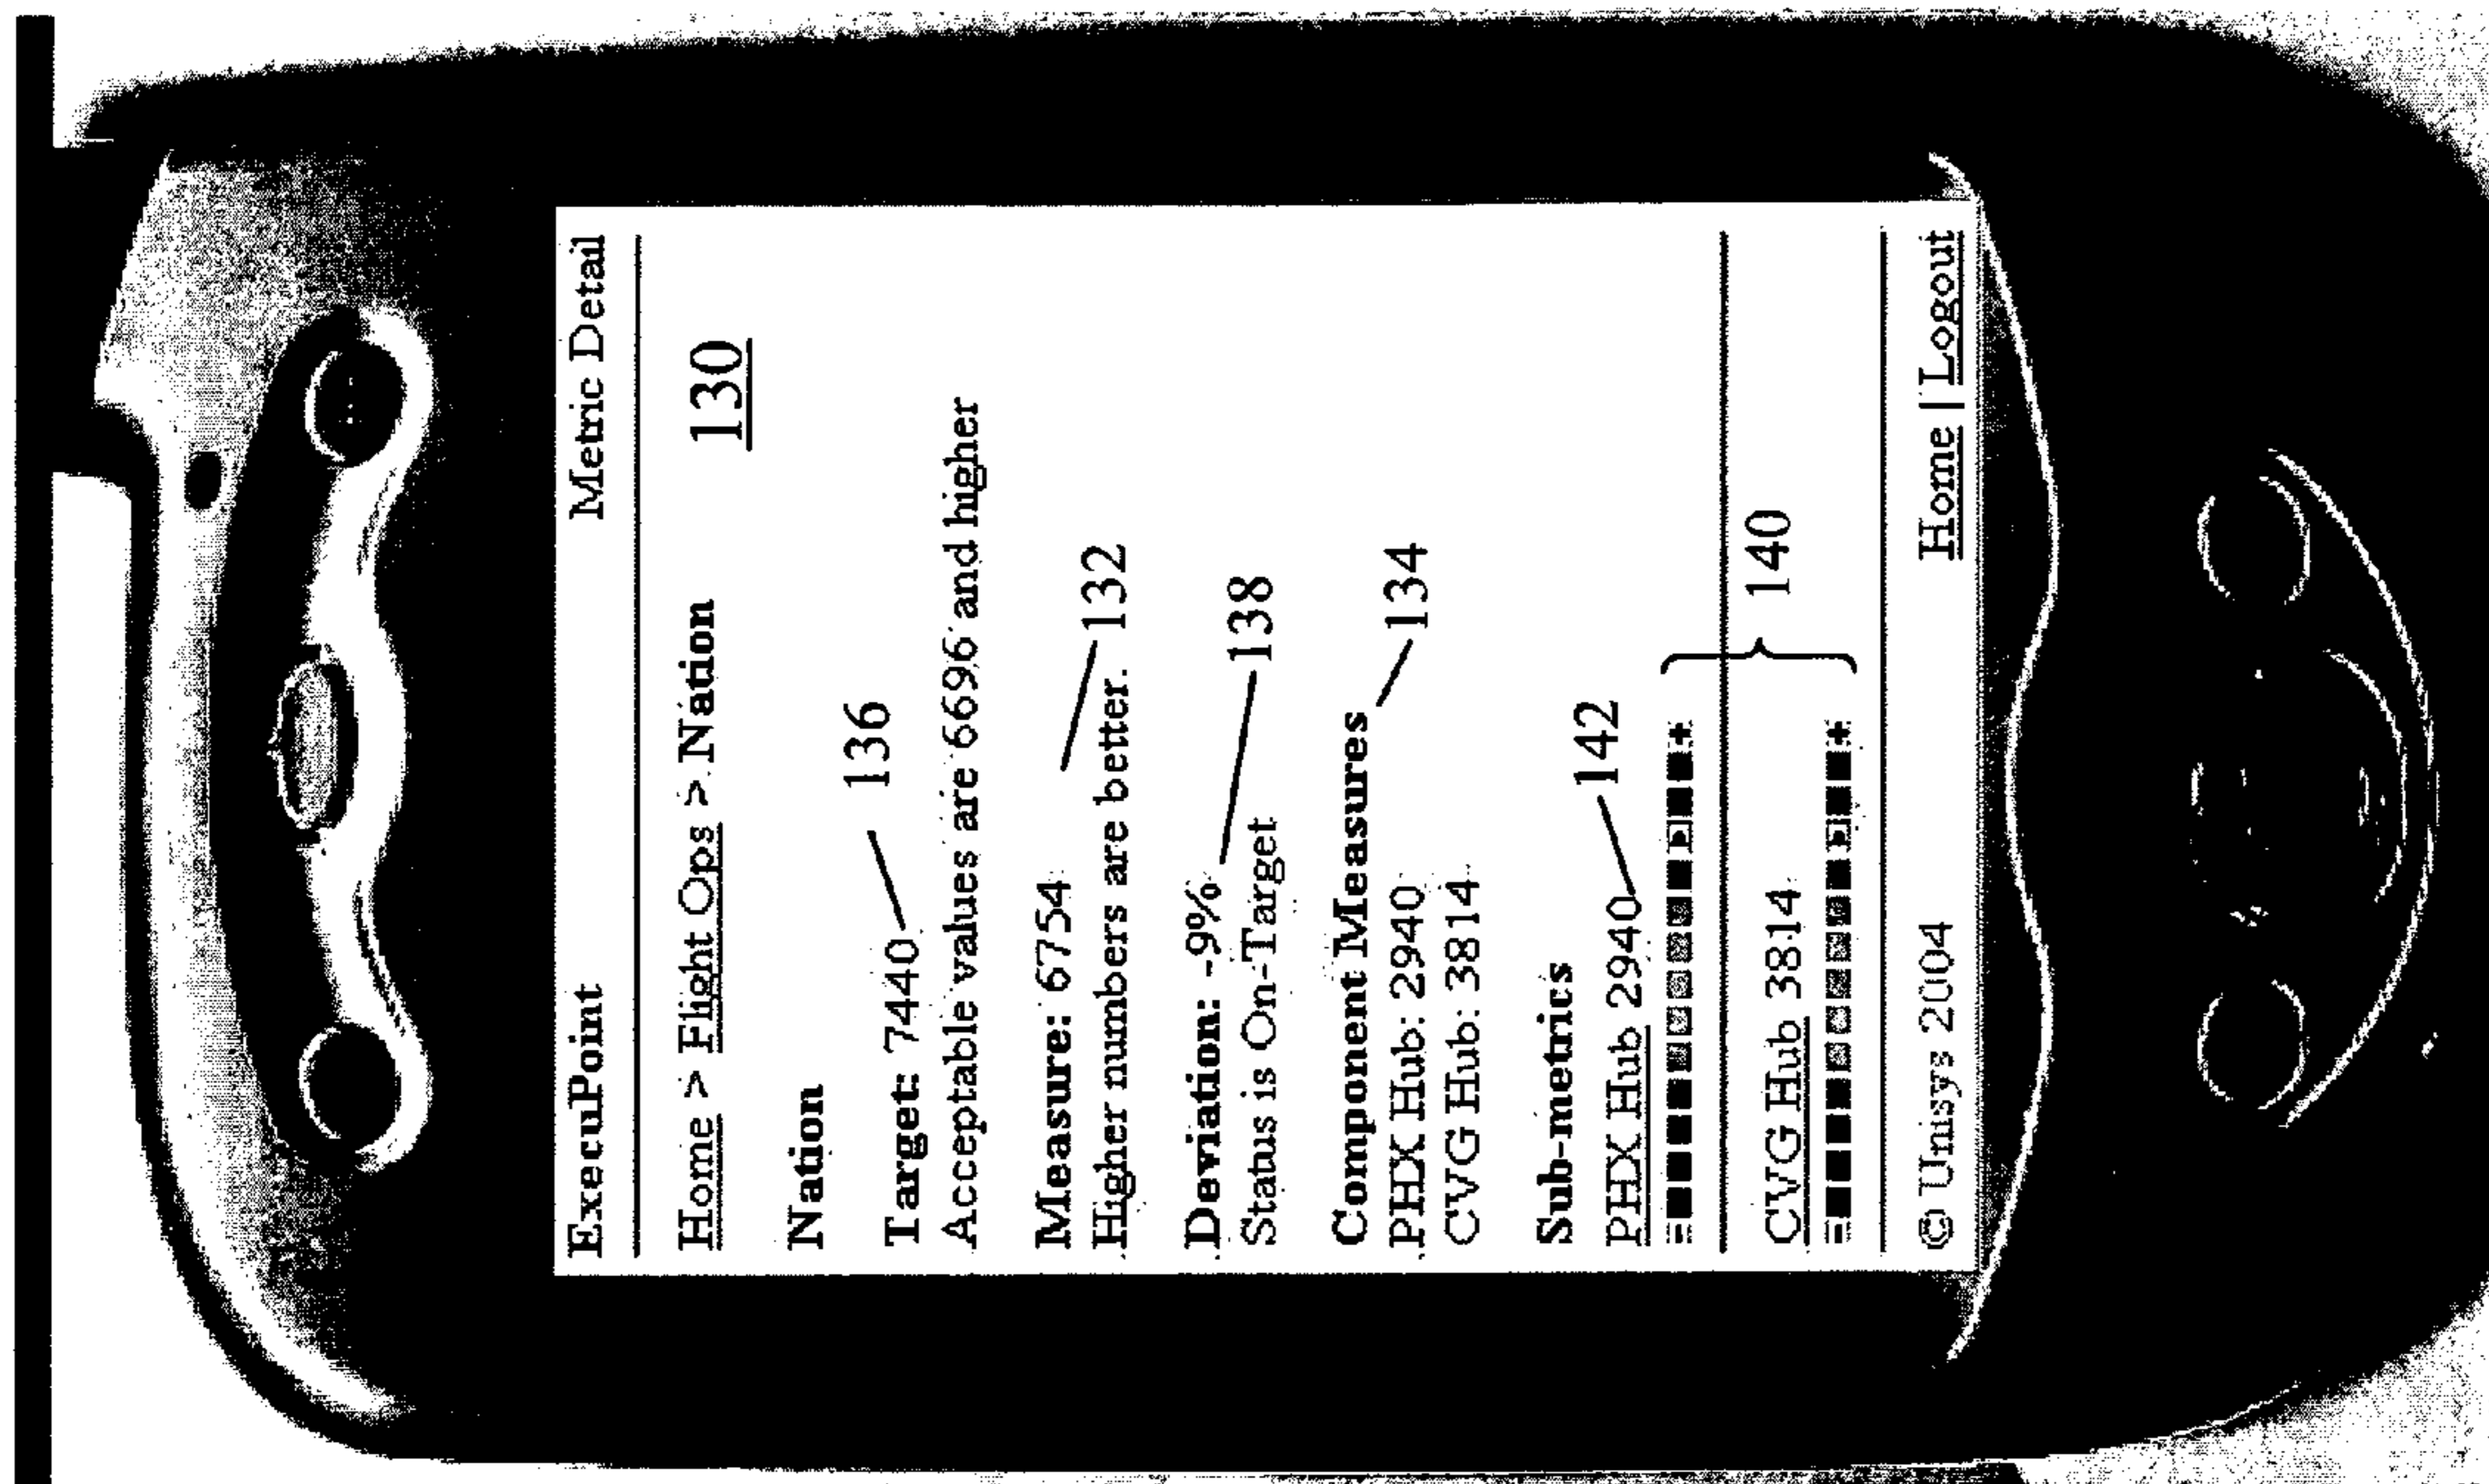 ExecuPoint Metric Detail
Home > Flight Ops > Nation 130
Nation
136
Target: 7440
Acceptable values are 6696 and higher
Measure: 6754 132
Higher numbers are better.
Deviation: -9% 138
Status is On-Target
Component Measures 134
PHX Hub: 2940
CVG Hub: 3814
Sub-metrics
142
PHX Hub 2940
140
CVG Hub 3814
© Unisys 2004 Home | Logout